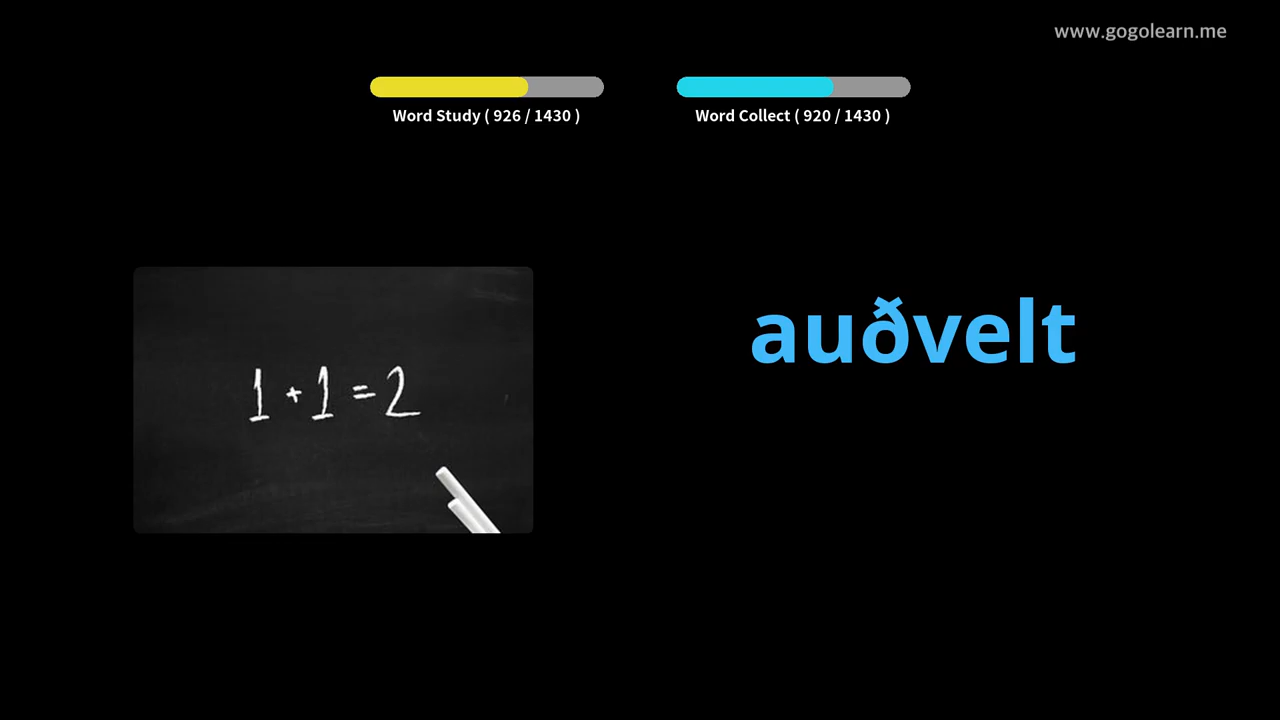 www.gogolearn.me
Word Study ( 926 / 1430 )
Word Collect ( 920 / 1430 )
1 + 1 = 2
auðvelt